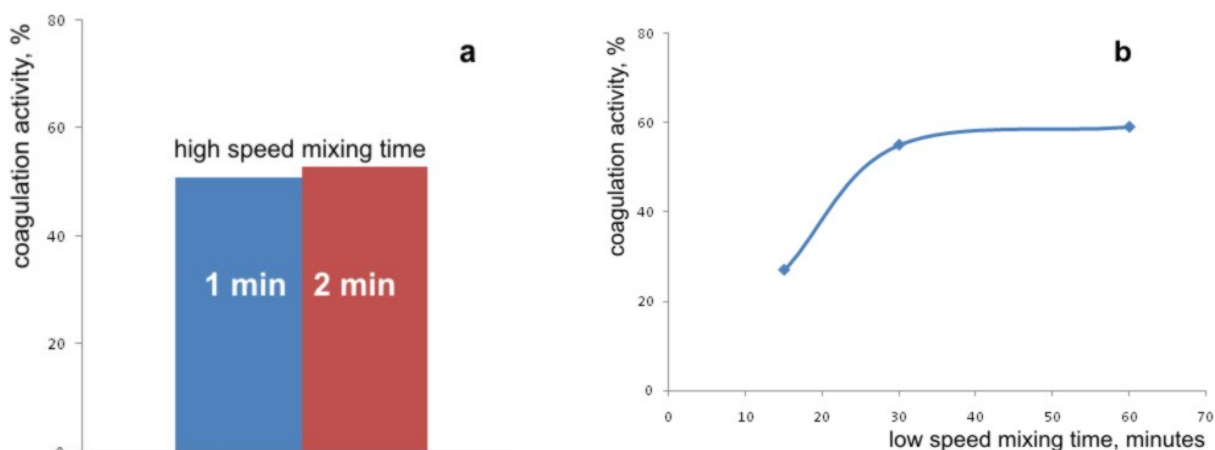 80
a
coagulation activity, %
60
high speed mixing time
40
1 min 2 min
20
80
b
coagulation activity, %
60
40
20
0
0 10 20 30 40 50 60 70
low speed mixing time, minutes